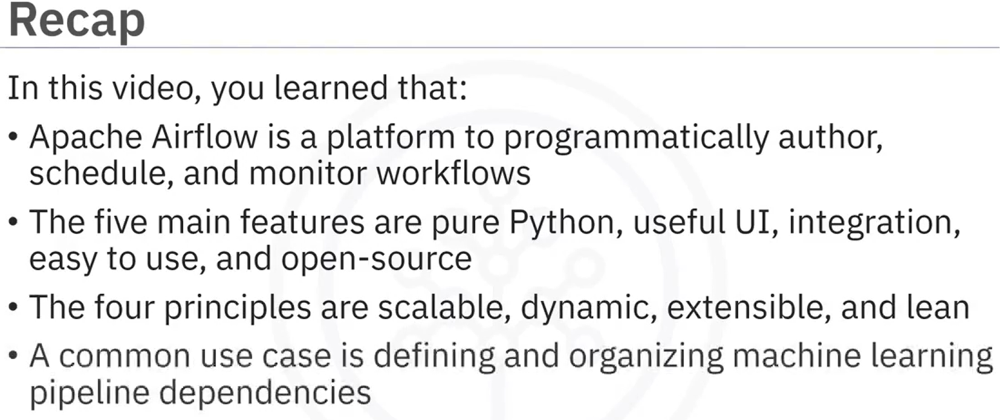 Recap
In this video, you learned that:
• Apache Airflow is a platform to programmatically author,
schedule, and monitor workflows
• The five main features are pure Python, useful UI, integration,
easy to use, and open-source
• The four principles are scalable, dynamic, extensible, and lean
• A common use case is defining and organizing machine learning
pipeline dependencies